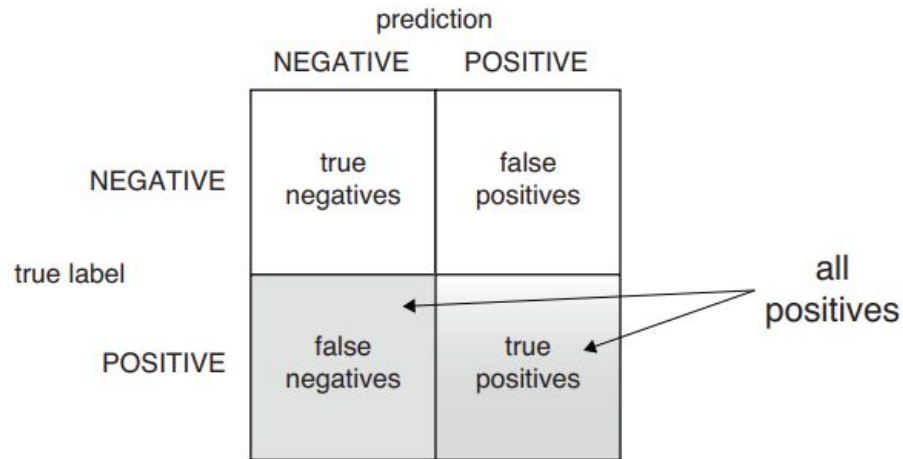 prediction
NEGATIVE POSITIVE
NEGATIVE
true
negatives
false
positives
true label
all
positives
POSITIVE
false
negatives
true
positives